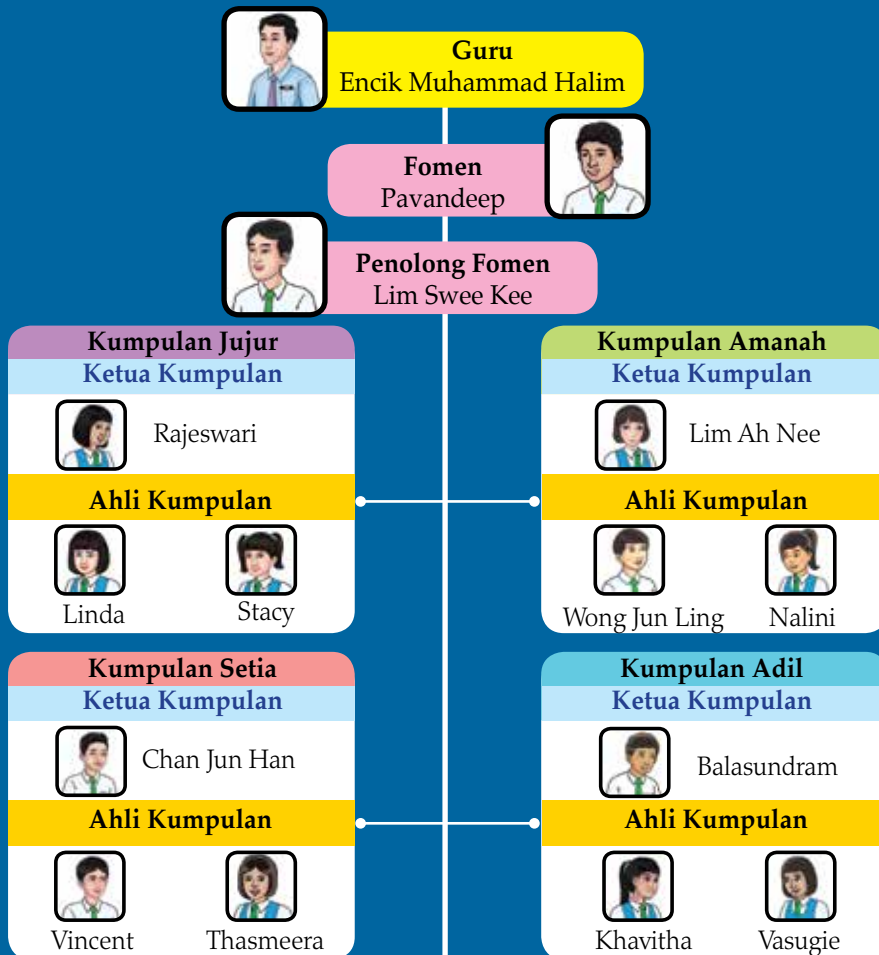 Guru
Encik Muhammad Halim
Fomen
Pavandeep
Penolong Fomen
Lim Swee Kee
Kumpulan Jujur
Ketua Kumpulan
Rajeswari
Ahli Kumpulan
Linda
Stacy
Kumpulan Amanah
Ketua Kumpulan
Lim Ah Nee
Ahli Kumpulan
Wong Jun Ling
Nalini
Kumpulan Setia
Ketua Kumpulan
Chan Jun Han
Ahli Kumpulan
Vincent
Thasmeera
Kumpulan Adil
Ketua Kumpulan
Balasundram
Ahli Kumpulan
Khavitha
Vasugie